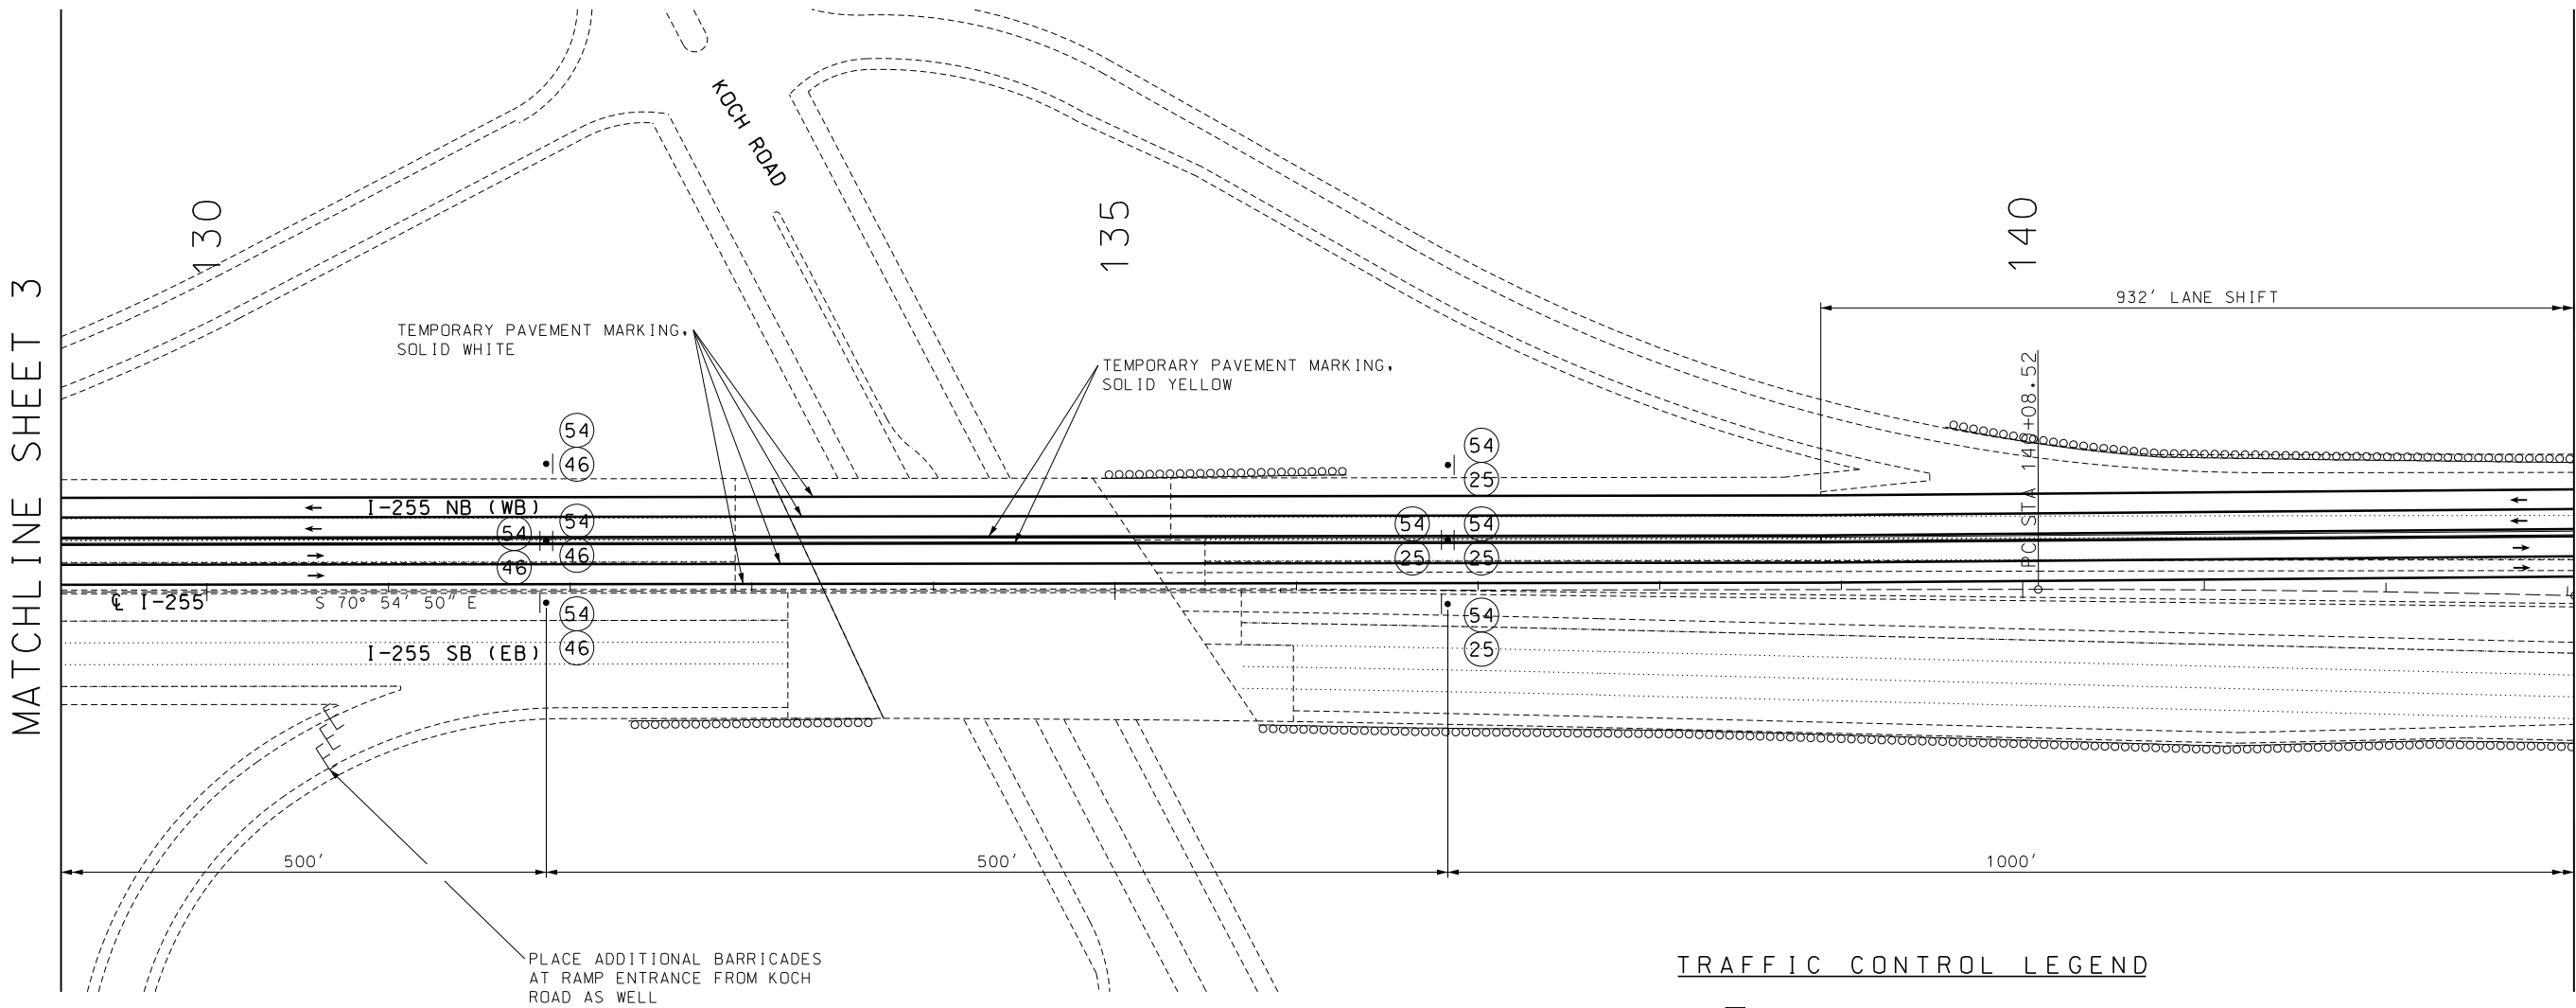 MATCHLINE SHEET 3
KOCH ROAD
130
135
140
932' LANE SHIFT
TEMPORARY PAVEMENT MARKING,
SOLID WHITE
TEMPORARY PAVEMENT MARKING,
SOLID YELLOW
PC STA 140+08.52
54
46
54
25
I-255 NB (WB)
54
46
54
46
54
25
54
25
℄ I-255
S 70° 54' 50" E
54
46
54
25
I-255 SB (EB)
500'
500'
1000'
PLACE ADDITIONAL BARRICADES
AT RAMP ENTRANCE FROM KOCH
ROAD AS WELL
TRAFFIC CONTROL LEGEND